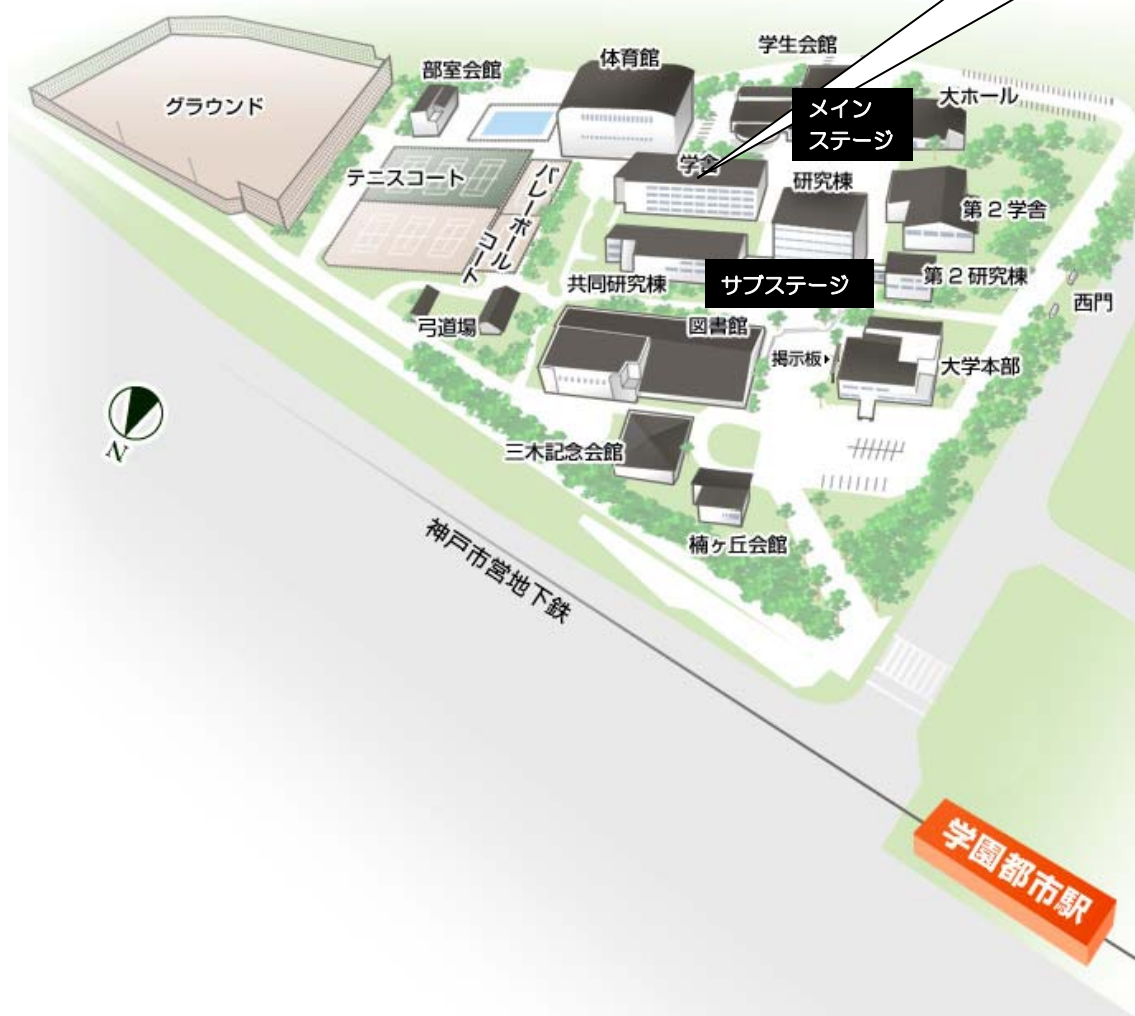 学生会館
体育館
部室会館
大ホール
グラウンド
メイン
ステージ
学舎
テニスコート
バレーボール
コート
研究棟
第2学舎
共同研究棟
サブステージ
第2研究棟
西門
弓道場
図書館
掲示板
大学本部
N
三木記念会館
楠ヶ丘会館
神戸市営地下鉄
学園都市駅